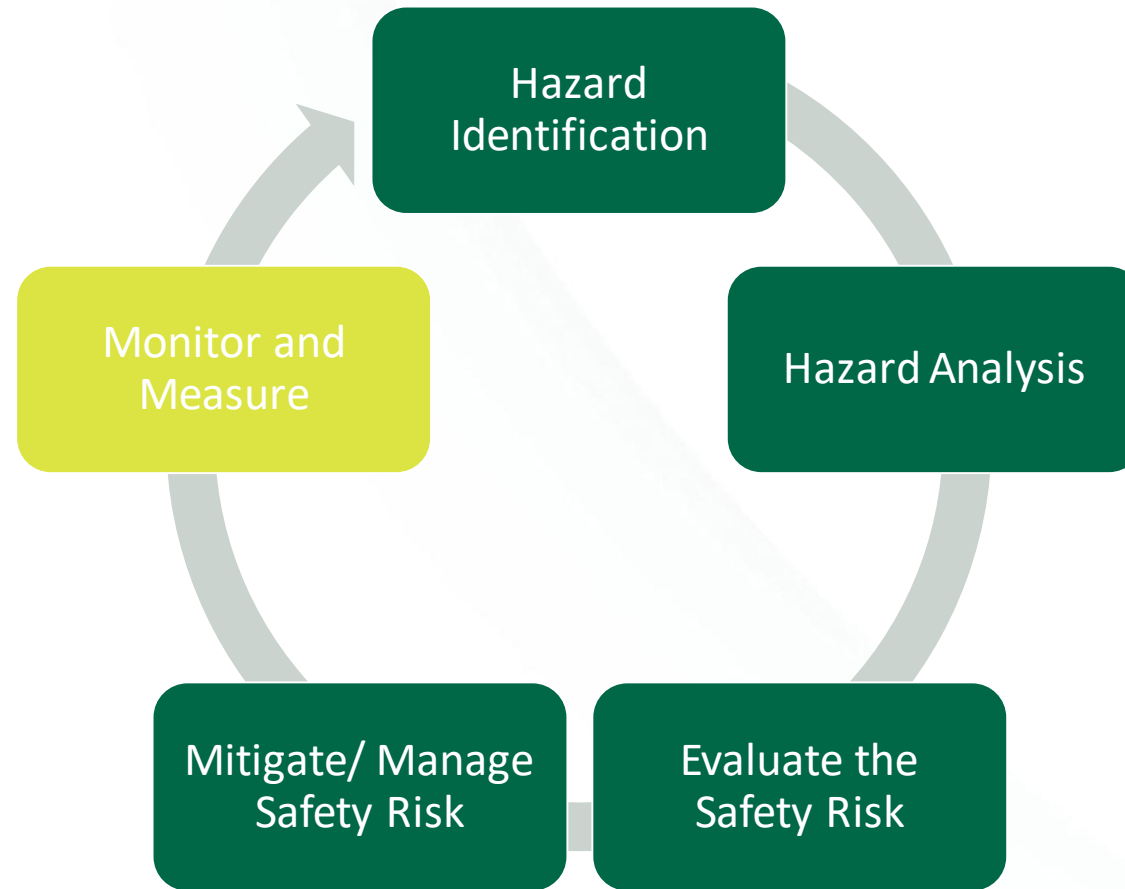 Hazard
Identification
Hazard Analysis
Evaluate the
Safety Risk
Mitigate/ Manage
Safety Risk
Monitor and
Measure